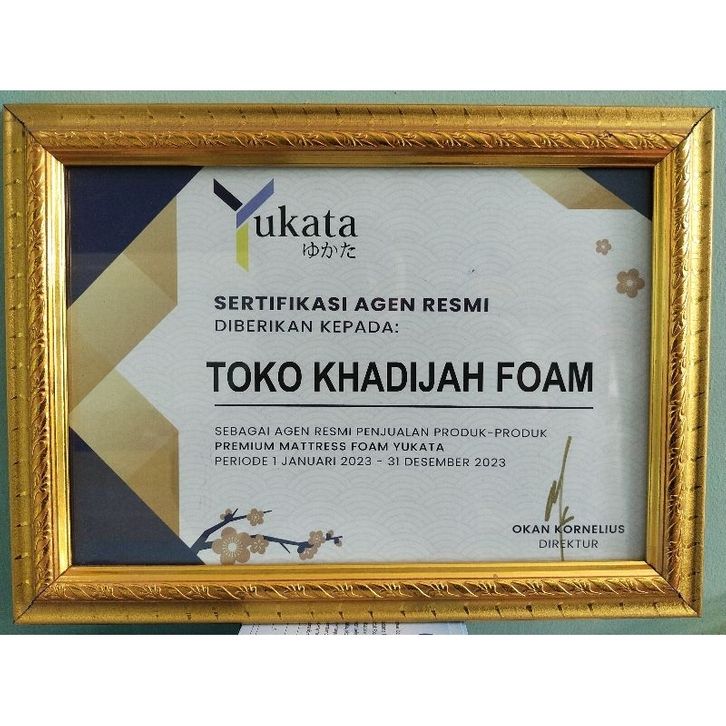 Yukata
ゆかた
SERTIFIKASI AGEN RESMI
DIBERIKAN KEPADA:
TOKO KHADIJAH FOAM
SEBAGAI AGEN RESMI PENJUALAN PRODUK-PRODUK
PREMIUM MATTRESS FOAM YUKATA
PERIODE 1 JANUARI 2023 - 31 DESEMBER 2023
OKAN KORNELIUS
DIREKTUR